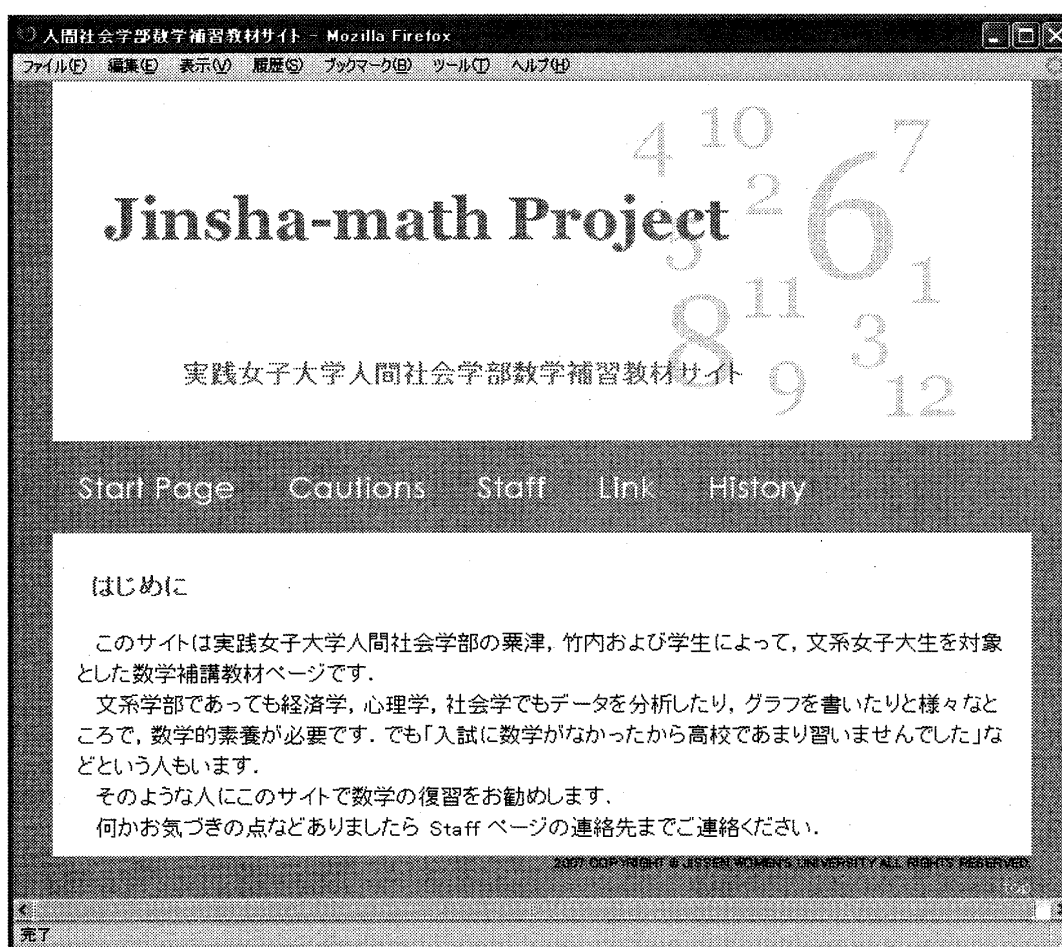 人間社会学部数学補習教材サイト - Mozilla Firefox
ファイル(F) 編集(E) 表示(V) 履歴(S) ブックマーク(B) ツール(T) ヘルプ(H)
4 10 7
2 6
Jinsha-math Project
5
11 1
8 3
実践女子大学人間社会学部数学補習教材サイト
9 12
Start Page Cautions Staff Link History
はじめに
このサイトは実践女子大学人間社会学部の粟津, 竹内および学生によって, 文系女子大生を対象
とした数学補講教材ページです.
文系学部であっても経済学, 心理学, 社会学でもデータを分析したり, グラフを書いたりと様々なと
ころで, 数学的素養が必要です. でも「入試に数学がなかったから高校であまり習いませんでした」な
どという人もいます.
そのような人にこのサイトで数学の復習をお勧めします.
何かお気づきの点などありましたら Staff ページの連絡先までご連絡ください.
2007 COPYRIGHT © JISSEN WOMEN'S UNIVERSITY ALL RIGHTS RESERVED
top
完了